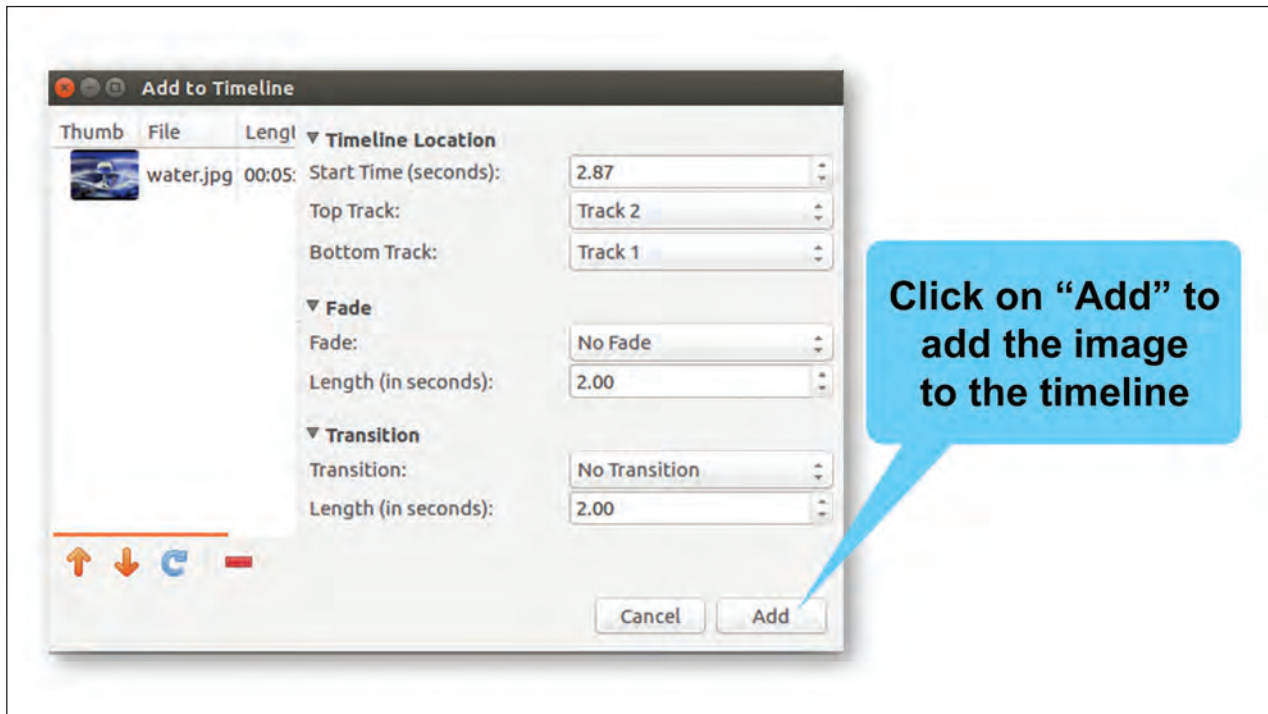 Add to Timeline
Thumb File Lengt
water.jpg 00:05:
Timeline Location
Start Time (seconds): 2.87
Top Track: Track 2
Bottom Track: Track 1
Fade
Fade: No Fade
Length (in seconds): 2.00
Transition
Transition: No Transition
Length (in seconds): 2.00
Cancel Add
Click on “Add” to
add the image
to the timeline